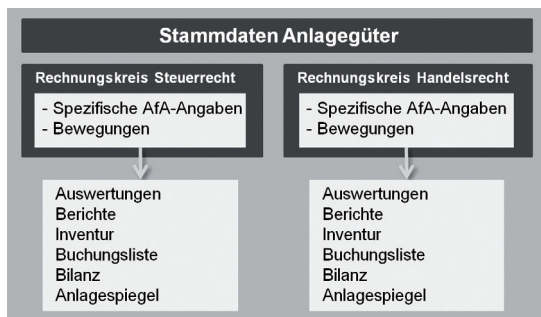 Stammdaten Anlagegüter
Rechnungskreis Steuerrecht
- Spezifische AfA-Angaben
- Bewegungen
Auswertungen
Berichte
Inventur
Buchungsliste
Bilanz
Anlagespiegel
Rechnungskreis Handelsrecht
- Spezifische AfA-Angaben
- Bewegungen
Auswertungen
Berichte
Inventur
Buchungsliste
Bilanz
Anlagespiegel